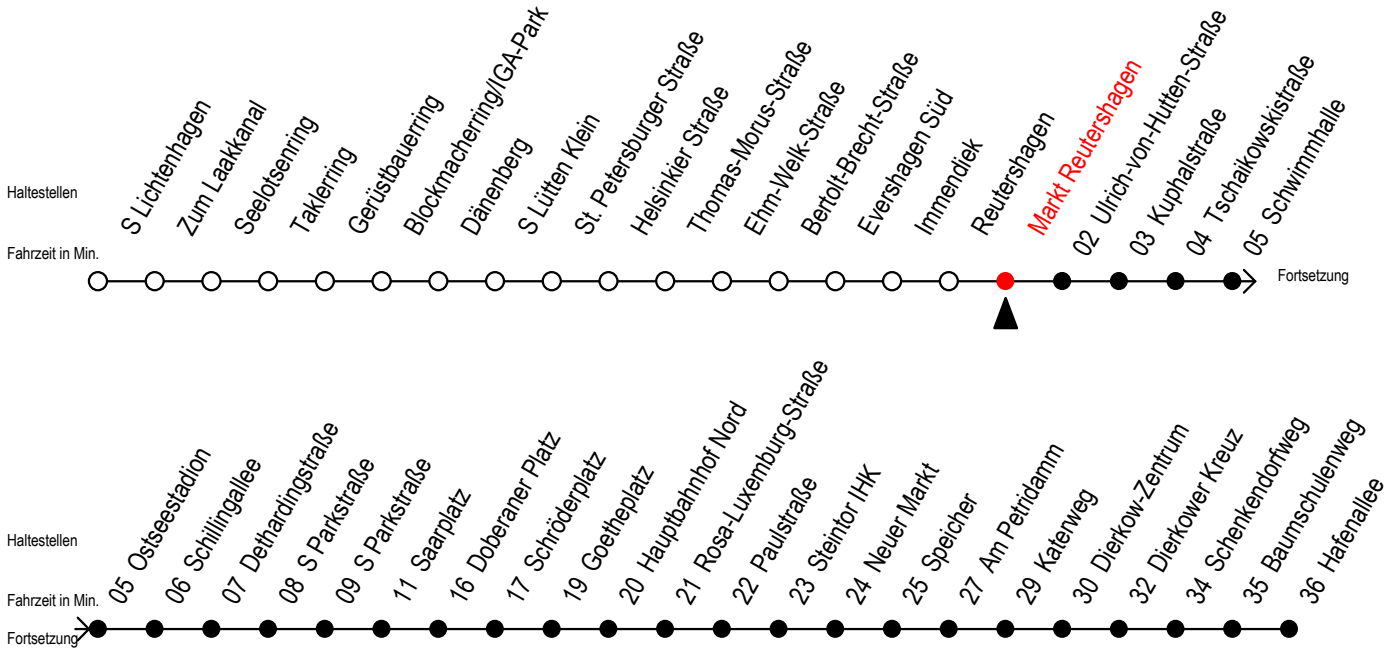 Haltestellen
S Lichtenhagen
Zum Laakkanal
Seelotsenring
Taklerring
Gerüstbauerring
Blockmacherring/IGA-Park
Dänenberg
S Lütten Klein
St. Petersburger Straße
Helsinkier Straße
Thomas-Morus-Straße
Ehm-Welk-Straße
Bertolt-Brecht-Straße
Evershagen Süd
Immendiek
Reutershagen
Markt Reutershagen
02 Ulrich-von-Hutten-Straße
03 Kuphalstraße
04 Tschaikowskistraße
05 Schwimmhalle
Fahrzeit in Min.
Fortsetzung
Haltestellen
05 Ostseestadion
06 Schillingallee
07 Dethardingstraße
08 S Parkstraße
09 S Parkstraße
11 Saarplatz
16 Doberaner Platz
17 Schröderplatz
19 Goetheplatz
20 Hauptbahnhof Nord
21 Rosa-Luxemburg-Straße
22 Paulstraße
23 Steintor IHK
24 Neuer Markt
25 Speicher
27 Am Petridamm
29 Katenweg
30 Dierkow-Zentrum
32 Dierkower Kreuz
34 Schenkendorfweg
35 Baumschulenweg
36 Hafenallee
Fahrzeit in Min.
Fortsetzung